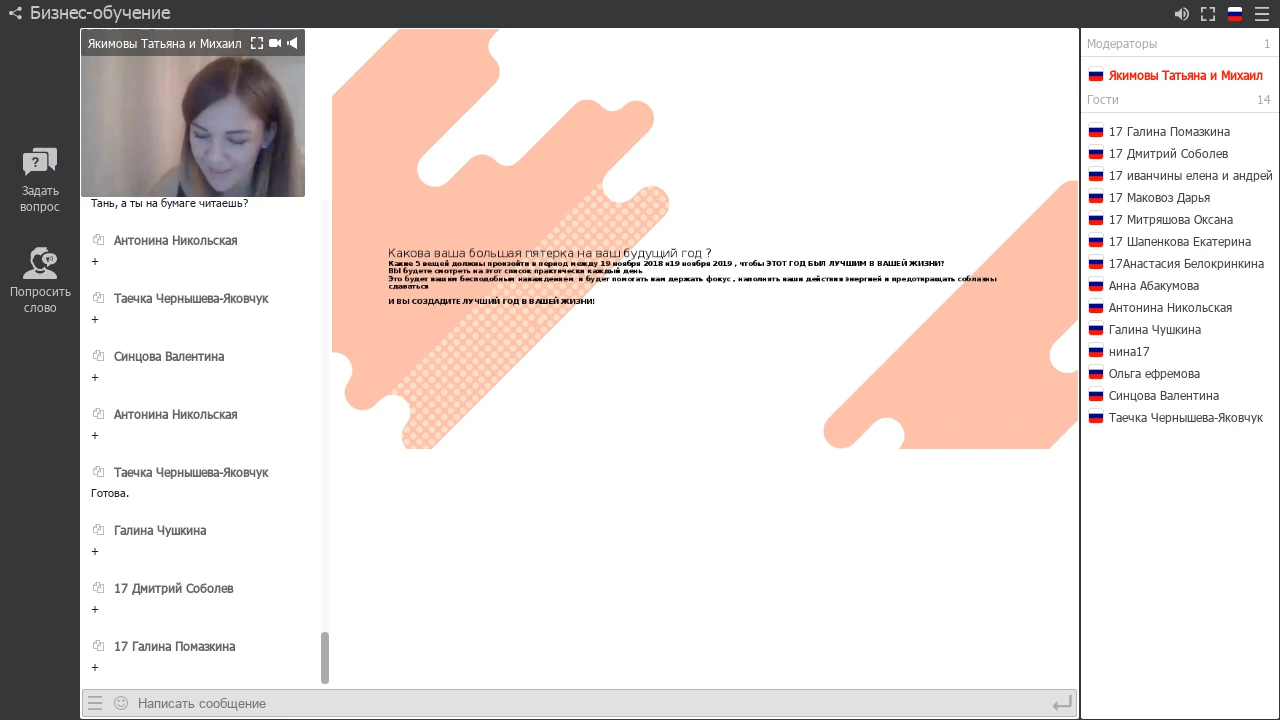 Бизнес-обучение
Задать
вопрос
Попросить
слово
Якимовы Татьяна и Михаил
Тань, а ты на бумаге читаешь?
Антонина Никольская
+
Таечка Чернышева-Яковчук
+
Синцова Валентина
+
Антонина Никольская
+
Таечка Чернышева-Яковчук
Готова.
Галина Чушкина
+
17 Дмитрий Соболев
+
17 Галина Помазкина
+
Написать сообщение
Какова ваша большая пятерка на ваш будущий год ?
Какие 5 вещей должны произойти в период между 19 ноября 2018 и19 ноября 2019 , чтобы ЭТОТ ГОД БЫЛ ЛУЧШИМ В ВАШЕЙ ЖИЗНИ?
ВЫ будете смотреть на этот список практически каждый день
Это будет вашим бесподобным наваждением и будет помогать вам держать фокус , наполнять ваши действия энергией и предотвращать соблазны
сдаваться
И ВЫ СОЗДАДИТЕ ЛУЧШИЙ ГОД В ВАШЕЙ ЖИЗНИ!
Модераторы 1
Якимовы Татьяна и Михаил
Гости 14
17 Галина Помазкина
17 Дмитрий Соболев
17 иванчины елена и андрей
17 Маковоз Дарья
17 Митряшова Оксана
17 Шапенкова Екатерина
17Анастасия Берлинкина
Анна Абакумова
Антонина Никольская
Галина Чушкина
нина17
Ольга ефремова
Синцова Валентина
Таечка Чернышева-Яковчук